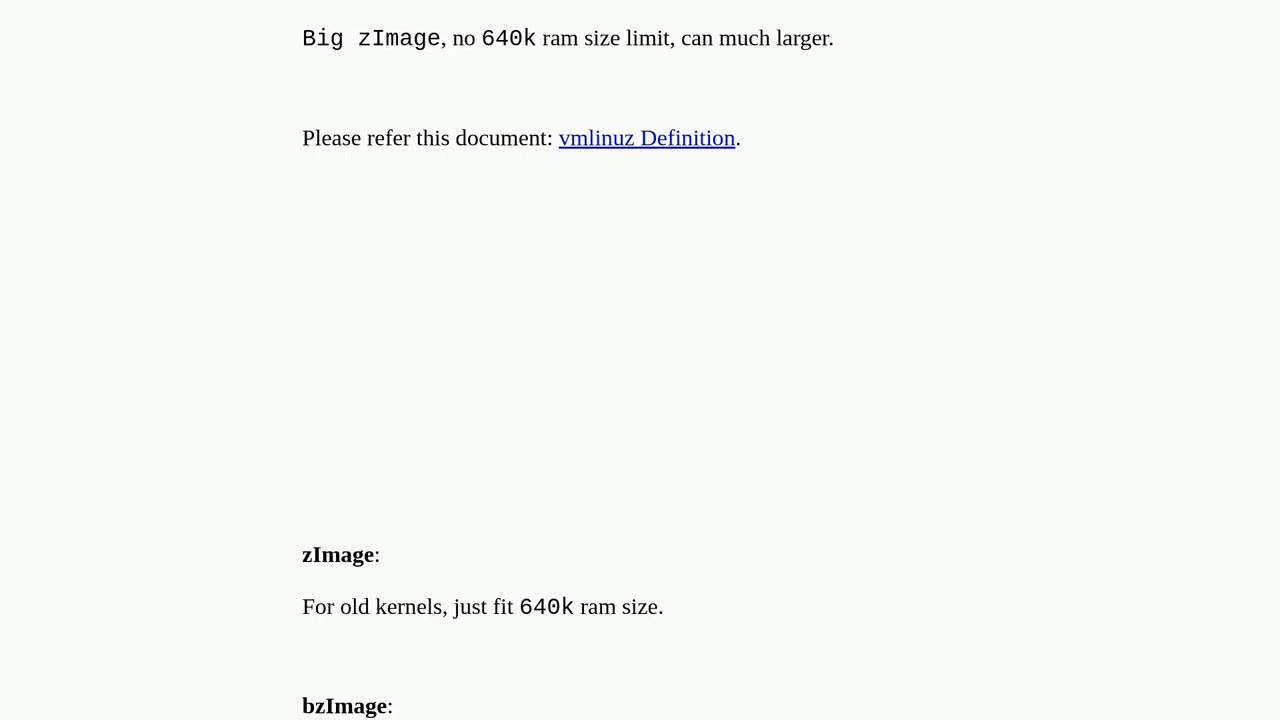 Big zImage, no 640k ram size limit, can much larger.
Please refer this document: vmlinuz Definition.
zImage:
For old kernels, just fit 640k ram size.
bzImage: